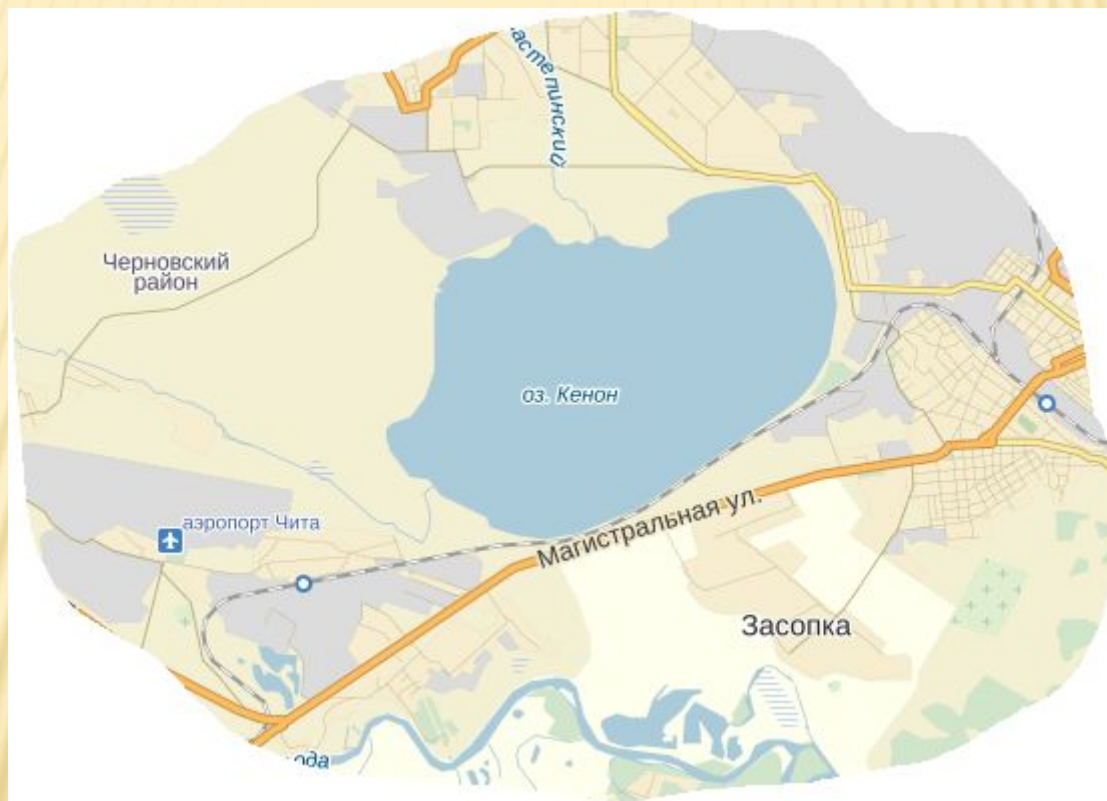 Черновский
район
оз. Кенон
аэропорт Чита
Магистральная ул.
Засопка